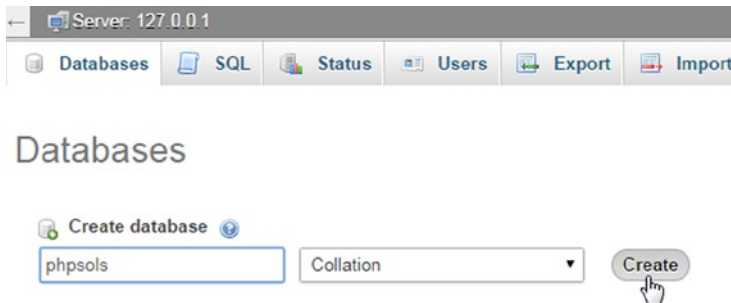 Server: 127.0.0.1
Databases SQL Status Users Export Import
Databases
Create database
phpsols Collation Create